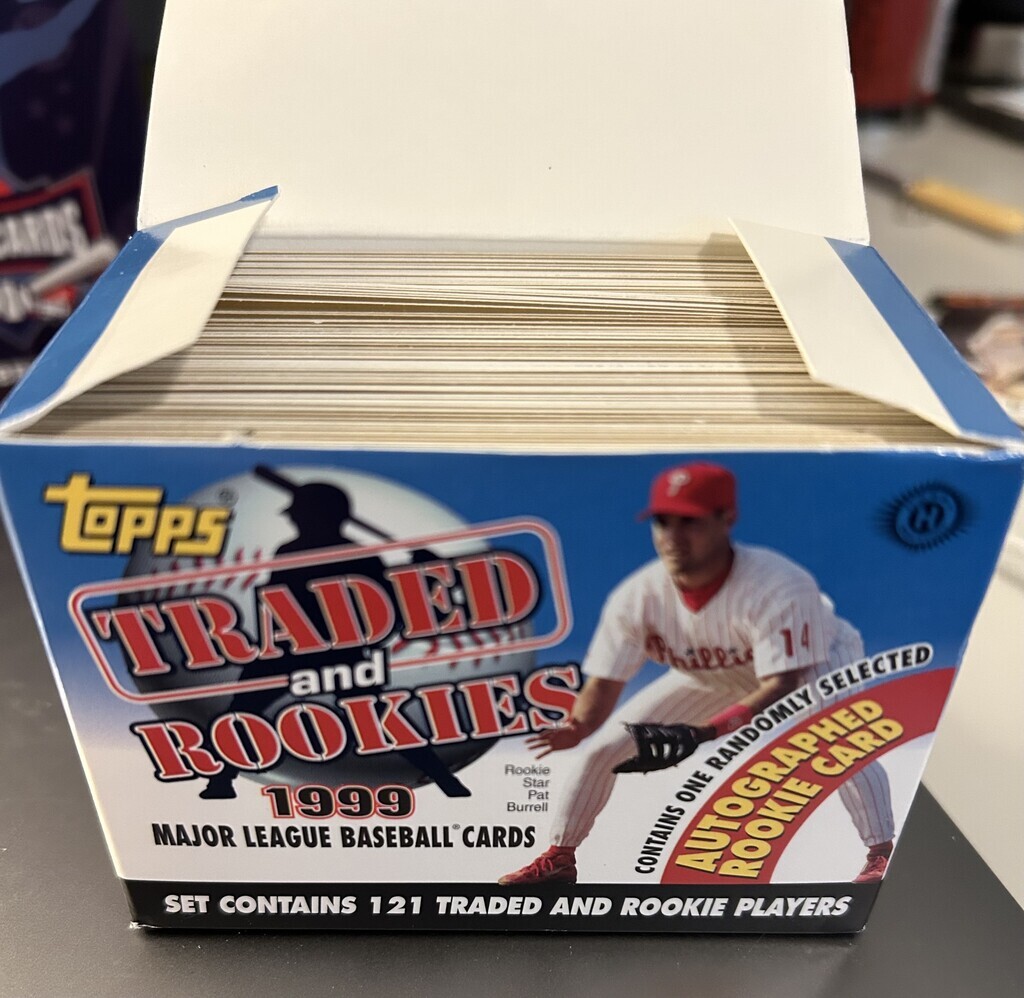 CARDS
topps®
TRADED
and
ROOKIES
1999
MAJOR LEAGUE BASEBALL® CARDS
Phillies
14
P
H
Rookie
Star
Pat
Burrell
CONTAINS ONE RANDOMLY SELECTED
AUTOGRAPHED
ROOKIE CARD
SET CONTAINS 121 TRADED AND ROOKIE PLAYERS